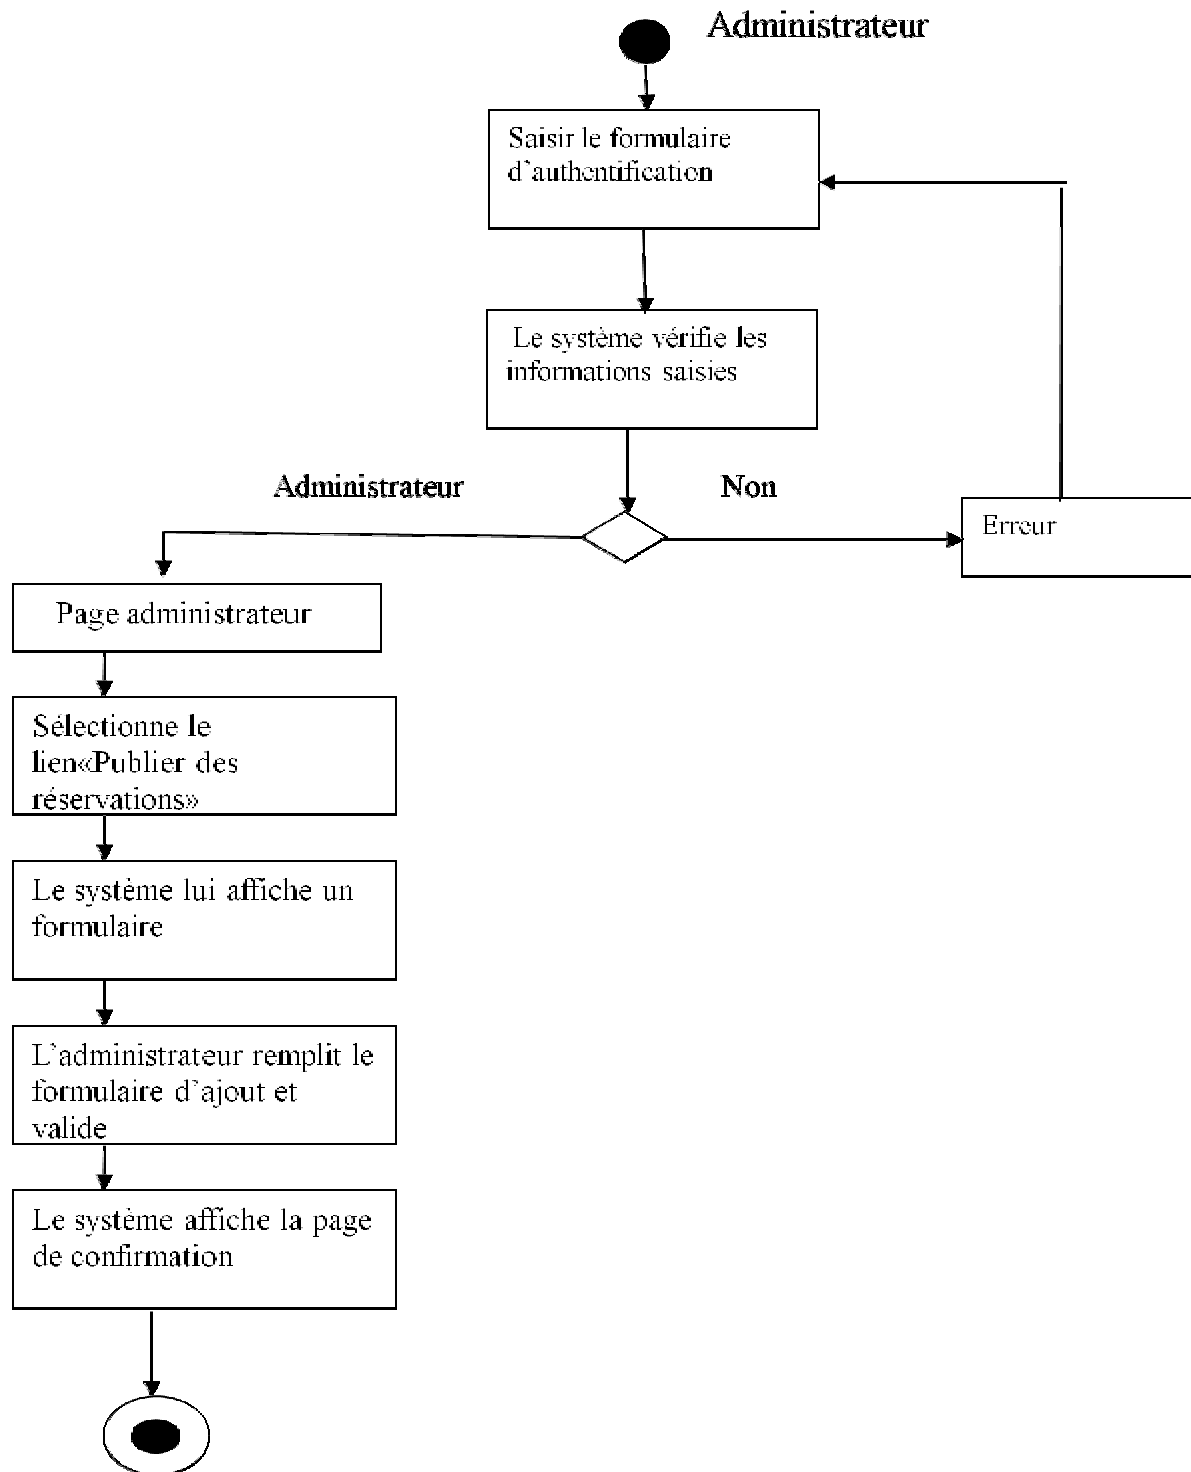 Administrateur
Saisir le formulaire
d'authentification
Le système vérifie les
informations saisies
Administrateur
Non
Erreur
Page administrateur
Sélectionne le
lien«Publier des
réservations»
Le système lui affiche un
formulaire
L'administrateur remplit le
formulaire d'ajout et
valide
Le système affiche la page
de confirmation